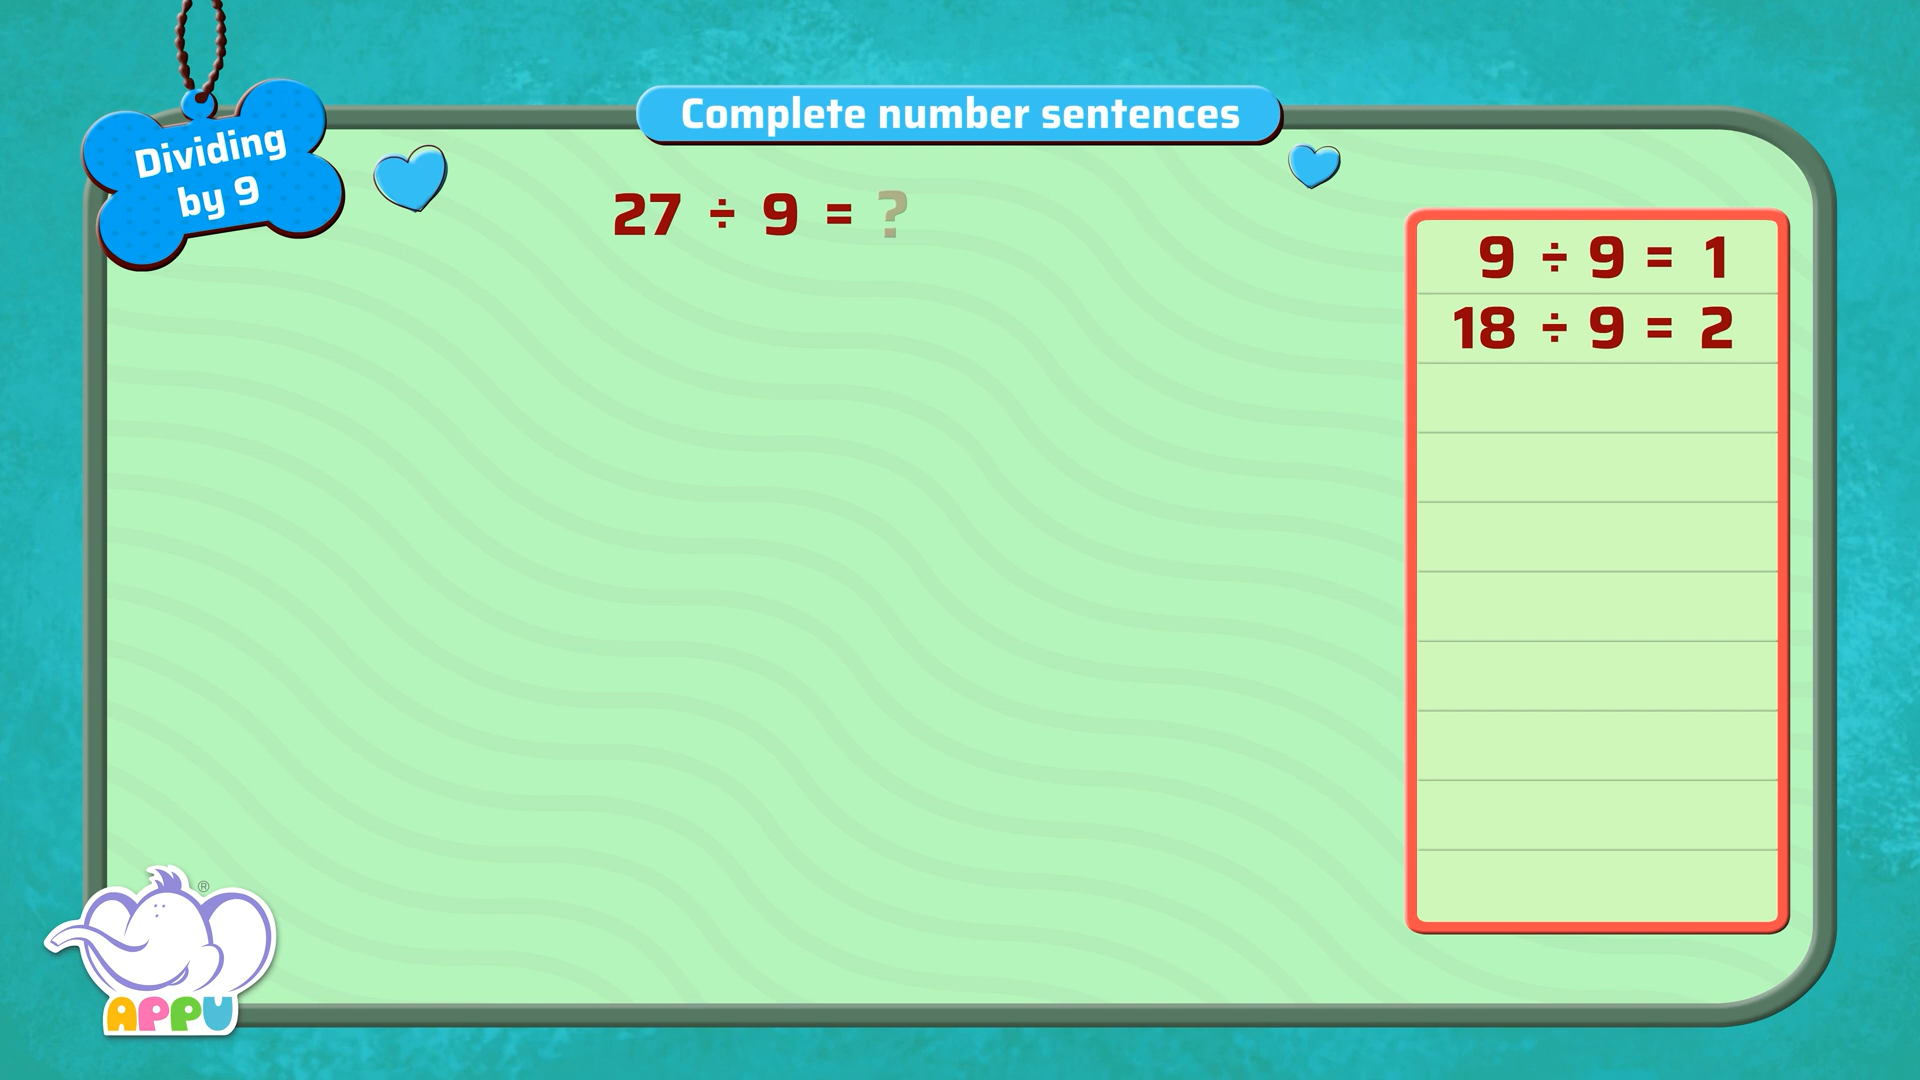 Complete number sentences
Dividing
by 9
27 ÷ 9 = ?
9 ÷ 9 = 1
18 ÷ 9 = 2
®
APPU